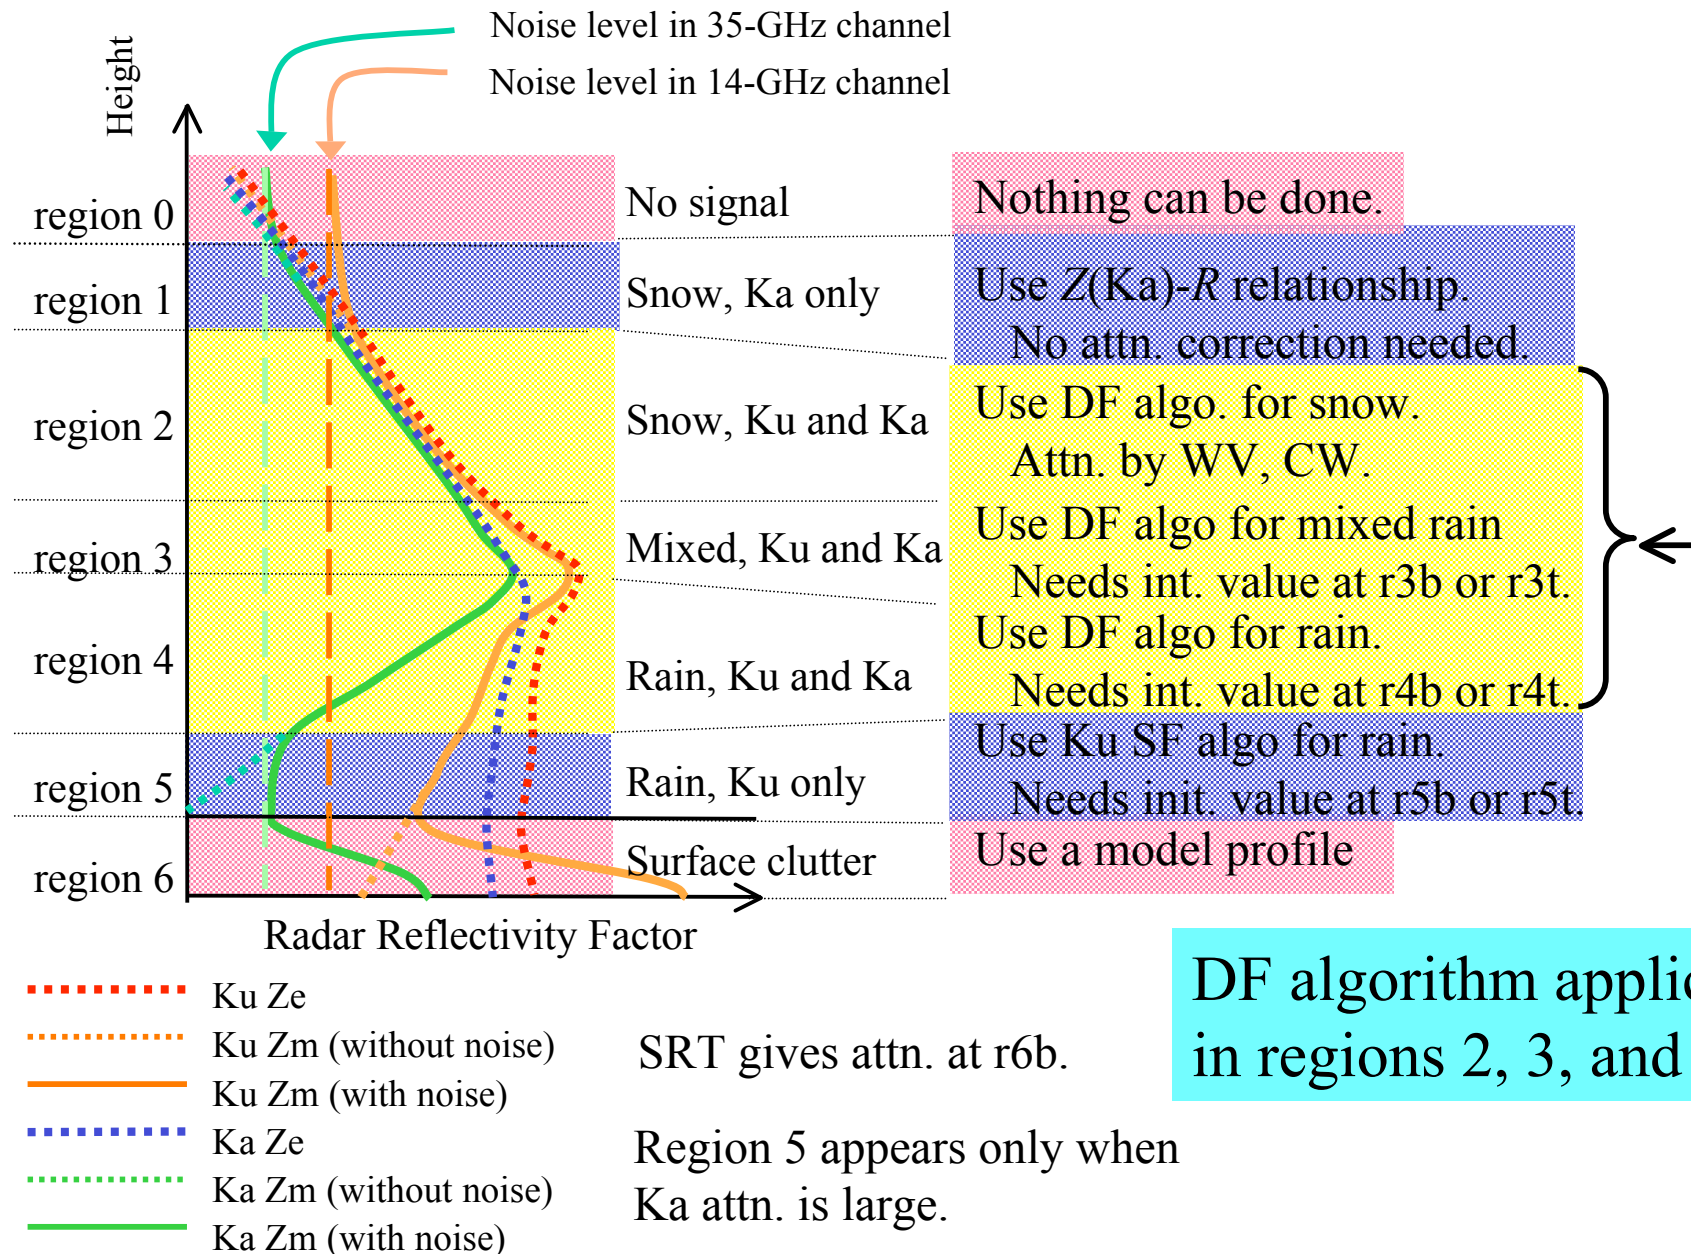 Noise level in 35-GHz channel
Noise level in 14-GHz channel
Height
region 0
No signal
Nothing can be done.
region 1
Snow, Ka only
Use Z(Ka)-R relationship.
No attn. correction needed.
region 2
Snow, Ku and Ka
Use DF algo. for snow.
Attn. by WV, CW.
region 3
Mixed, Ku and Ka
Use DF algo for mixed rain
Needs int. value at r3b or r3t.
region 4
Rain, Ku and Ka
Use DF algo for rain.
Needs int. value at r4b or r4t.
region 5
Rain, Ku only
Use Ku SF algo for rain.
Needs init. value at r5b or r5t.
region 6
Surface clutter
Use a model profile
Radar Reflectivity Factor
Ku Ze
Ku Zm (without noise)
Ku Zm (with noise)
Ka Ze
Ka Zm (without noise)
Ka Zm (with noise)
SRT gives attn. at r6b.
Region 5 appears only when
Ka attn. is large.
DF algorithm
in regions 2, 3, and